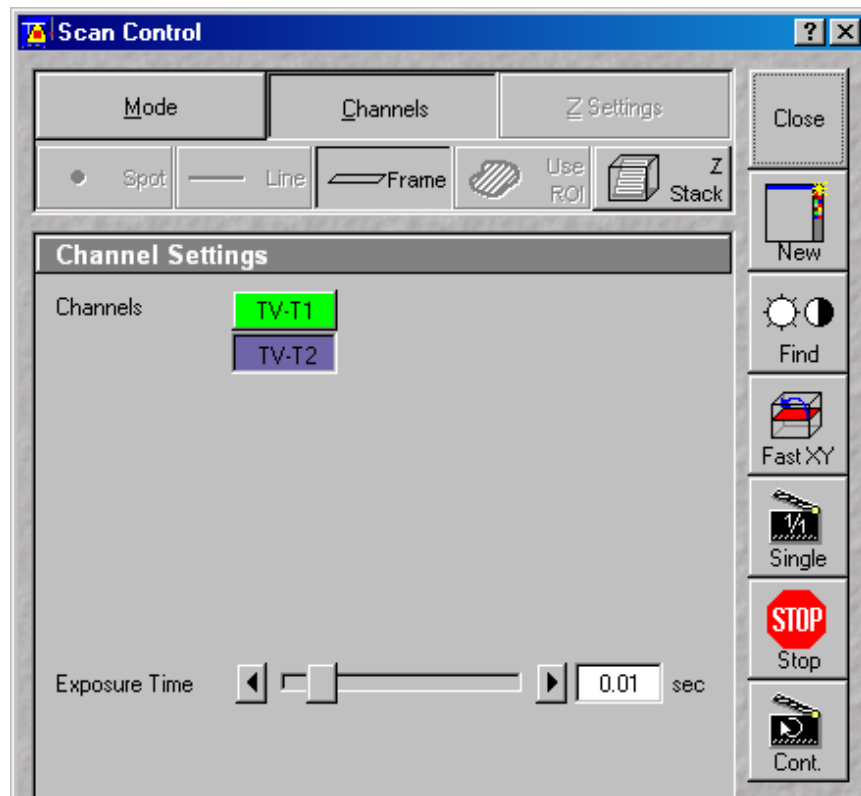 Scan Control
Mode
Channels
Z Settings
Close
Spot
Line
Frame
Use
ROI
Z
Stack
New
Channel Settings
Channels
TV-T1
TV-T2
Find
Fast XY
1/1
Single
STOP
Stop
Exposure Time
0.01
sec
Cont.